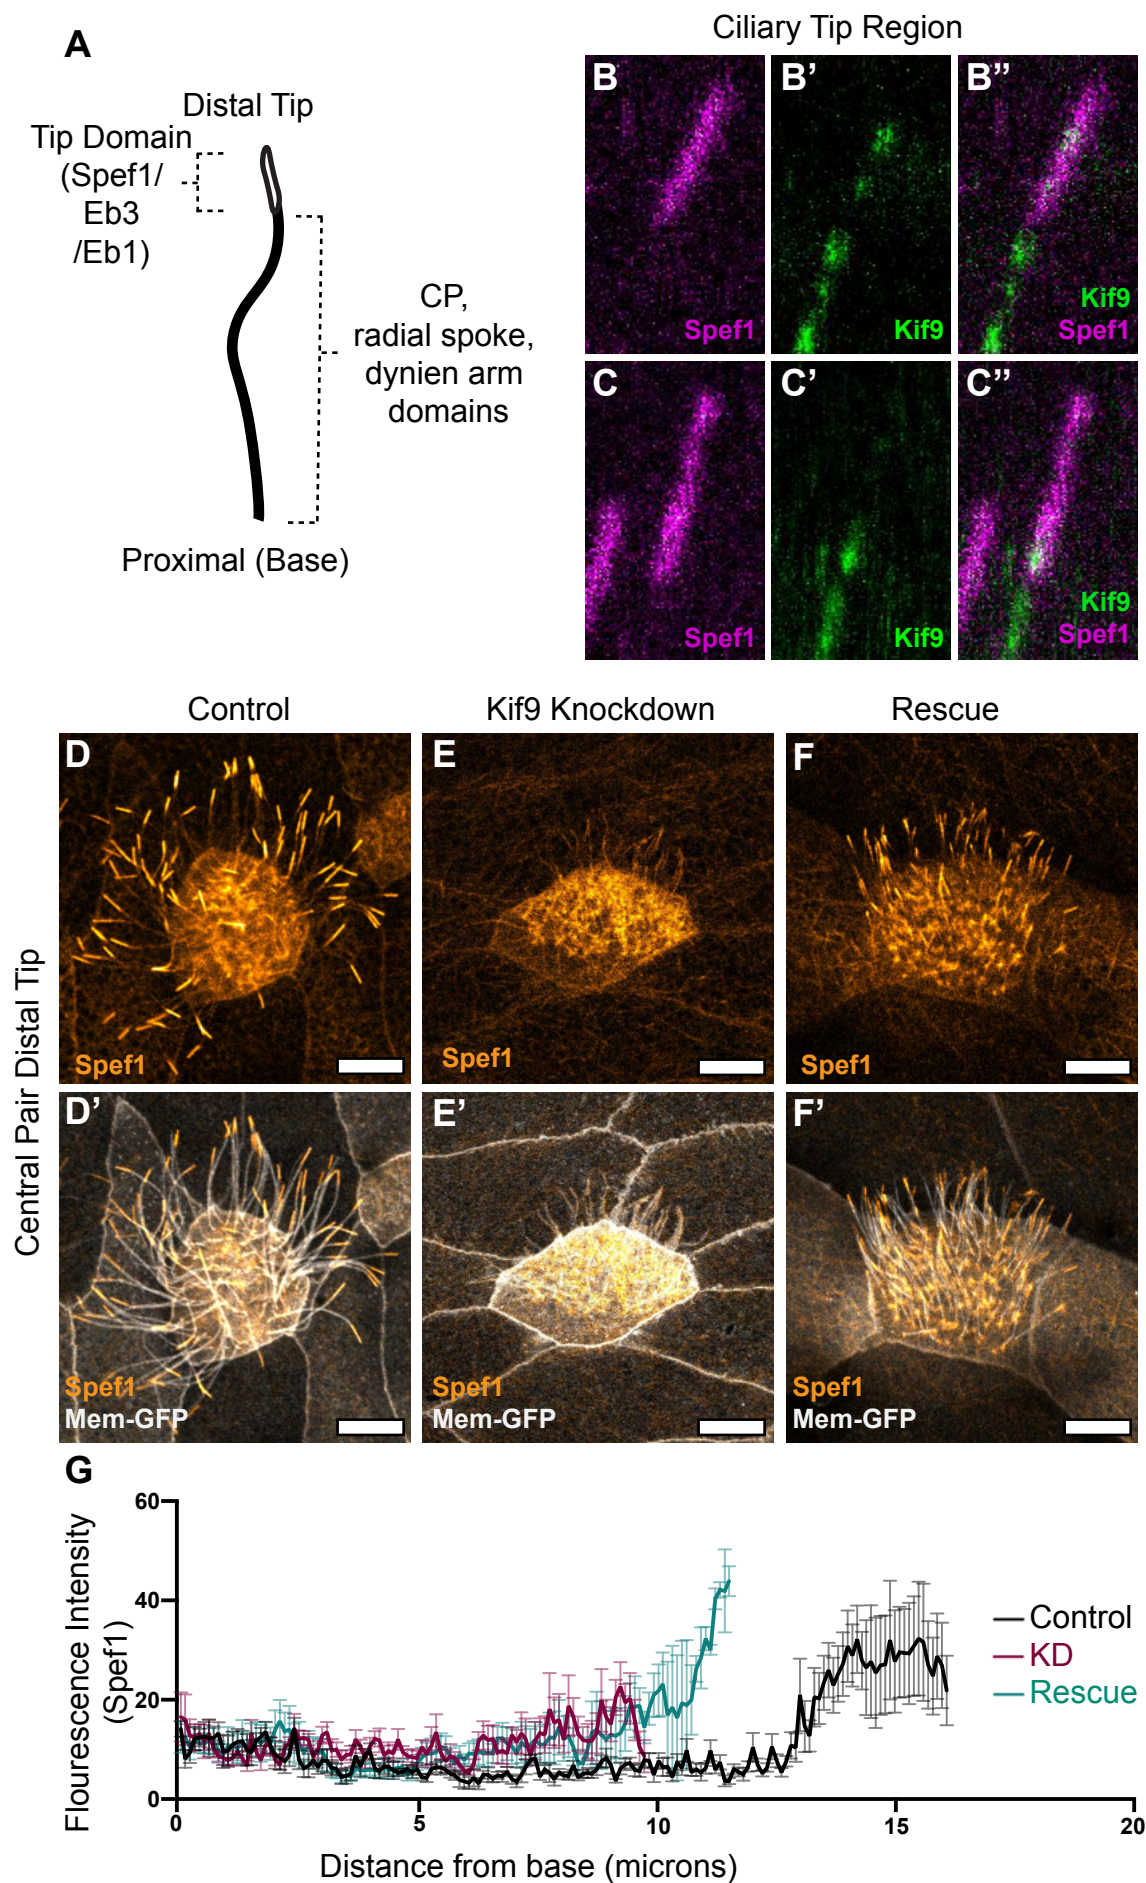 A
Distal Tip
Tip Domain
(Spef1/
Eb3
/Eb1)
CP,
radial spoke,
dynien arm
domains
Proximal (Base)
Ciliary Tip Region
B
Spef1
B’
Kif9
B”
Kif9
Spef1
C
Spef1
C’
Kif9
C”
Kif9
Spef1
Control
Kif9 Knockdown
Rescue
Central Pair Distal Tip
D
Spef1
E
Spef1
F
Spef1
D’
Spef1
Mem-GFP
E’
Spef1
Mem-GFP
F’
Spef1
Mem-GFP
G
Flourescence Intensity
(Spef1)
60
40
20
0
0
5
10
15
20
Distance from base (microns)
Control
KD
Rescue